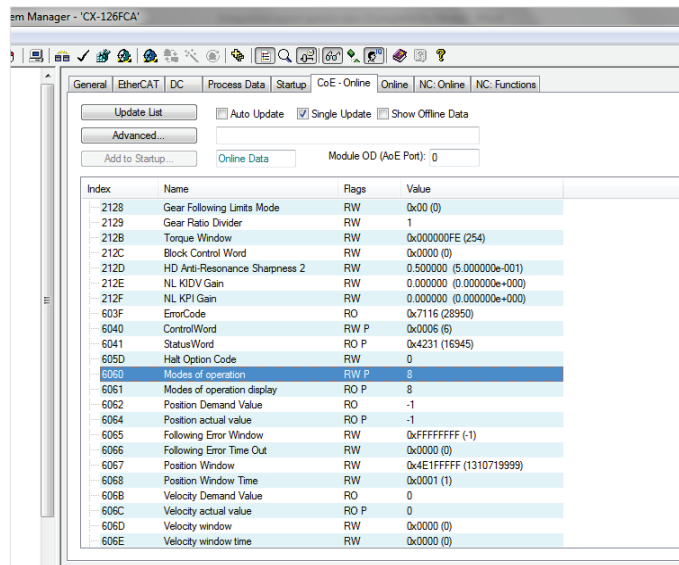 em Manager - 'CX-126FCA'
General EtherCAT DC Process Data Startup CoE - Online Online NC: Online NC: Functions
Update List Auto Update Single Update Show Offline Data
Advanced...
Add to Startup... Online Data Module OD (AoE Port): 0
Index Name Flags Value
2128 Gear Following Limits Mode RW 0x00 (0)
2129 Gear Ratio Divider RW 1
212B Torque Window RW 0x000000FE (254)
212C Block Control Word RW 0x0000 (0)
212D HD Anti-Resonance Sharpness 2 RW 0.500000 (5.000000e-001)
212E NL KIDV Gain RW 0.000000 (0.000000e+000)
212F NL KPI Gain RW 0.000000 (0.000000e+000)
603F ErrorCode RO 0x7116 (28950)
6040 ControlWord RW P 0x0006 (6)
6041 StatusWord RO P 0x4231 (16945)
605D Halt Option Code RW 0
6060 Modes of operation RW P 8
6061 Modes of operation display RO P 8
6062 Position Demand Value RO -1
6064 Position actual value RO P -1
6065 Following Error Window RW 0xFFFFFFFF (-1)
6066 Following Error Time Out RW 0x0000 (0)
6067 Position Window RW 0x4E1FFFFF (1310719999)
6068 Position Window Time RW 0x0001 (1)
606B Velocity Demand Value RO 0
606C Velocity actual value RO P 0
606D Velocity window RW 0x0000 (0)
606E Velocity window time RW 0x0000 (0)